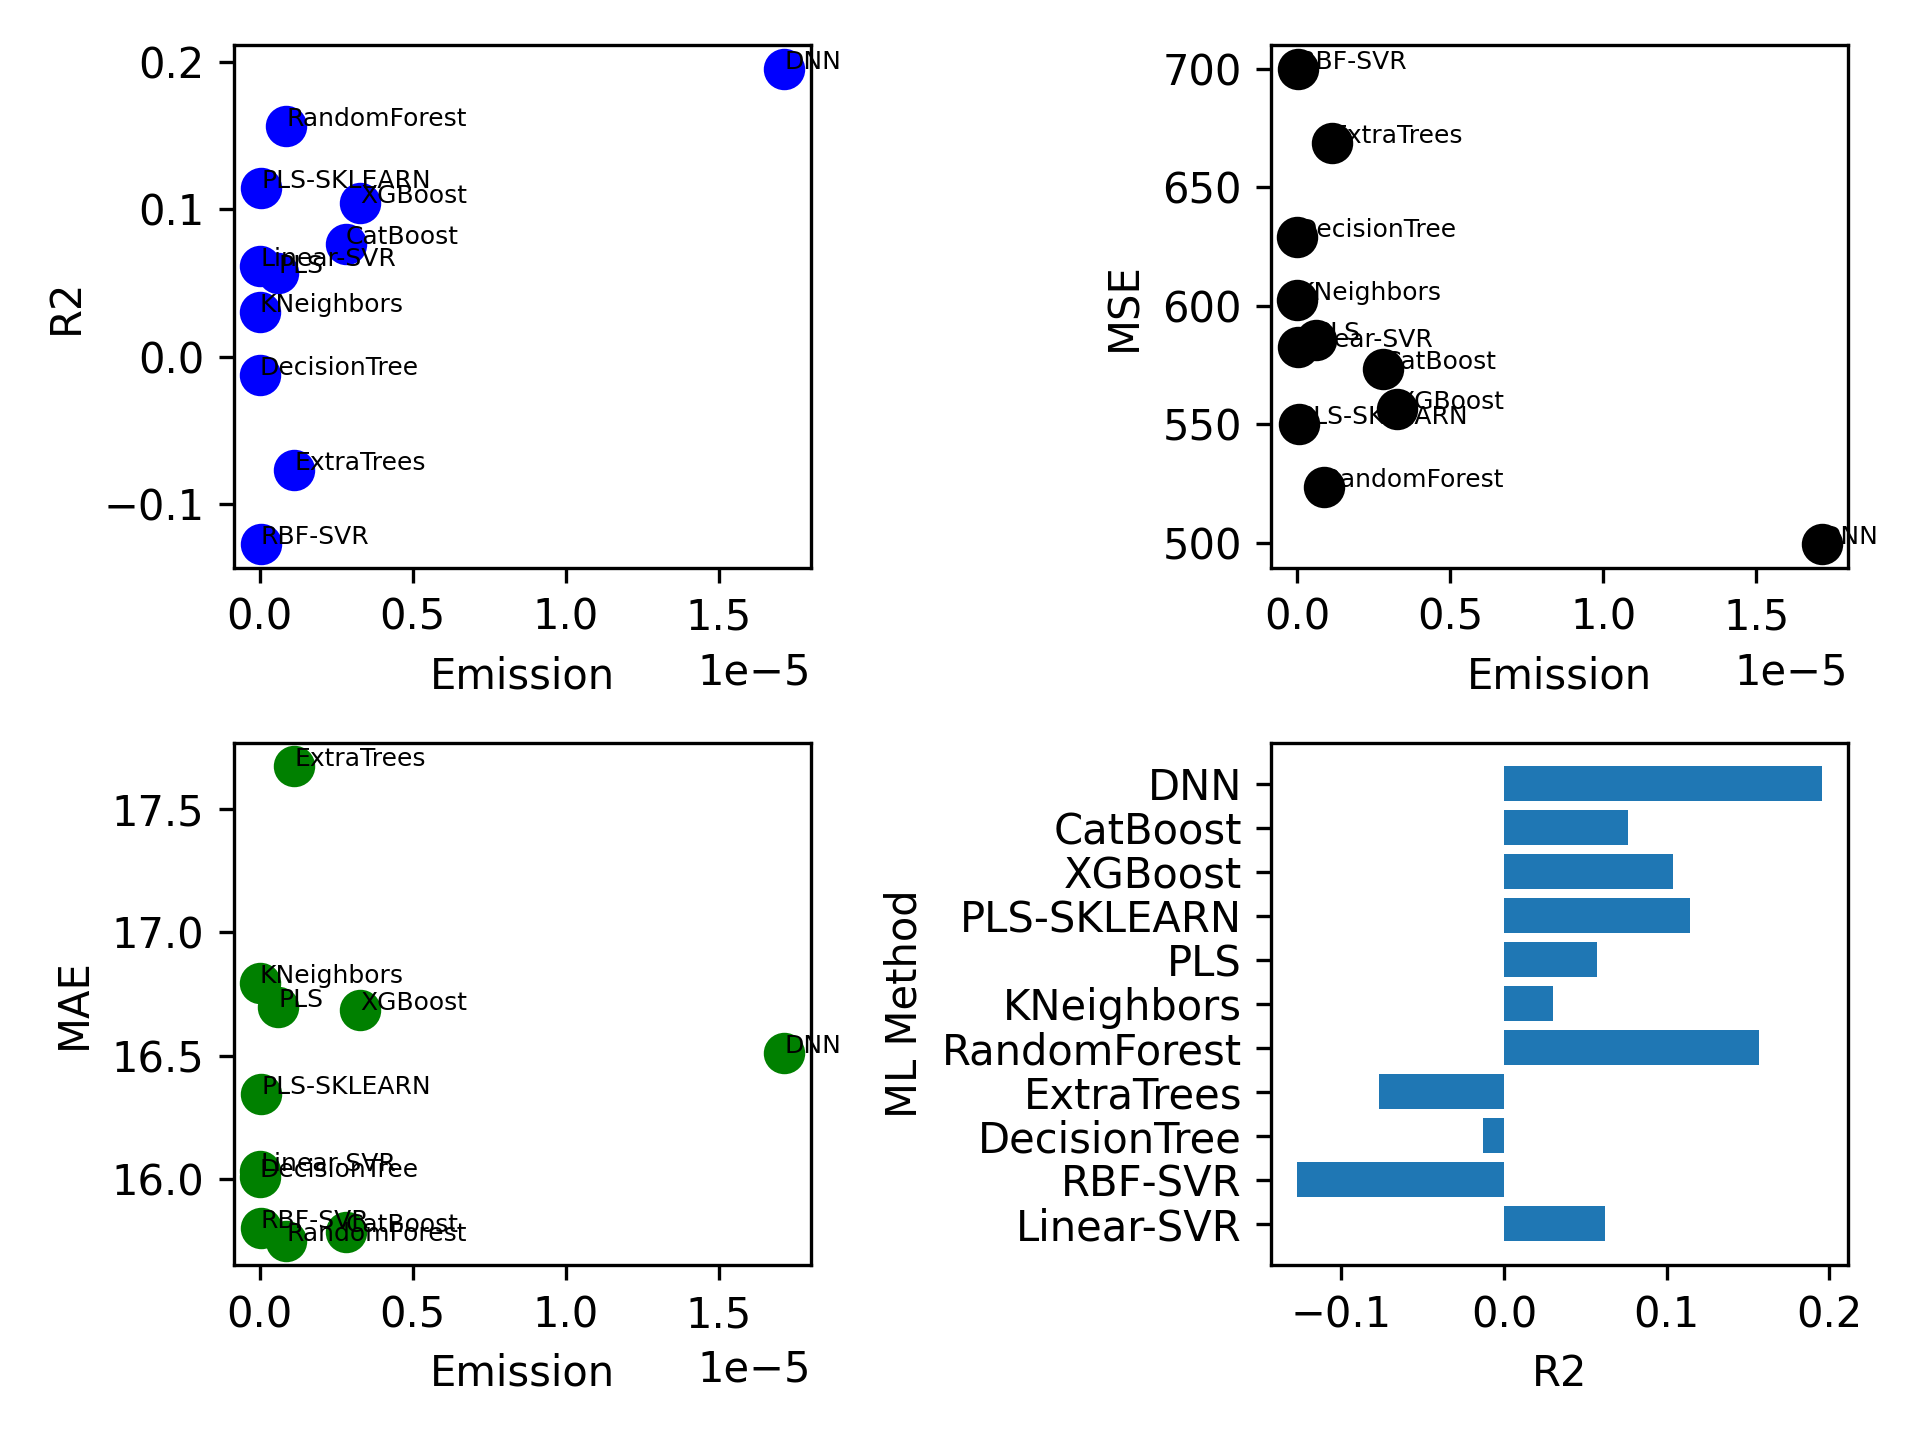 0.2
0.1
0.0
−0.1
R2
DNN
RandomForest
PLS-SKLEARN
XGBoost
CatBoost
Linear-SVR
PLS
KNeighbors
DecisionTree
ExtraTrees
RBF-SVR
0.0 0.5 1.0 1.5
Emission
1e−5
700
650
600
550
500
MSE
RBF-SVR
ExtraTrees
DecisionTree
KNeighbors
PLS
Linear-SVR
CatBoost
XGBoost
PLS-SKLEARN
RandomForest
DNN
0.0 0.5 1.0 1.5
Emission
1e−5
17.5
17.0
16.5
16.0
MAE
ExtraTrees
KNeighbors
PLS
XGBoost
DNN
PLS-SKLEARN
Linear-SVR
DecisionTree
RBF-SVR
CatBoost
RandomForest
0.0 0.5 1.0 1.5
Emission
1e−5
ML Method
DNN
CatBoost
XGBoost
PLS-SKLEARN
PLS
KNeighbors
RandomForest
ExtraTrees
DecisionTree
RBF-SVR
Linear-SVR
−0.1 0.0 0.1 0.2
R2